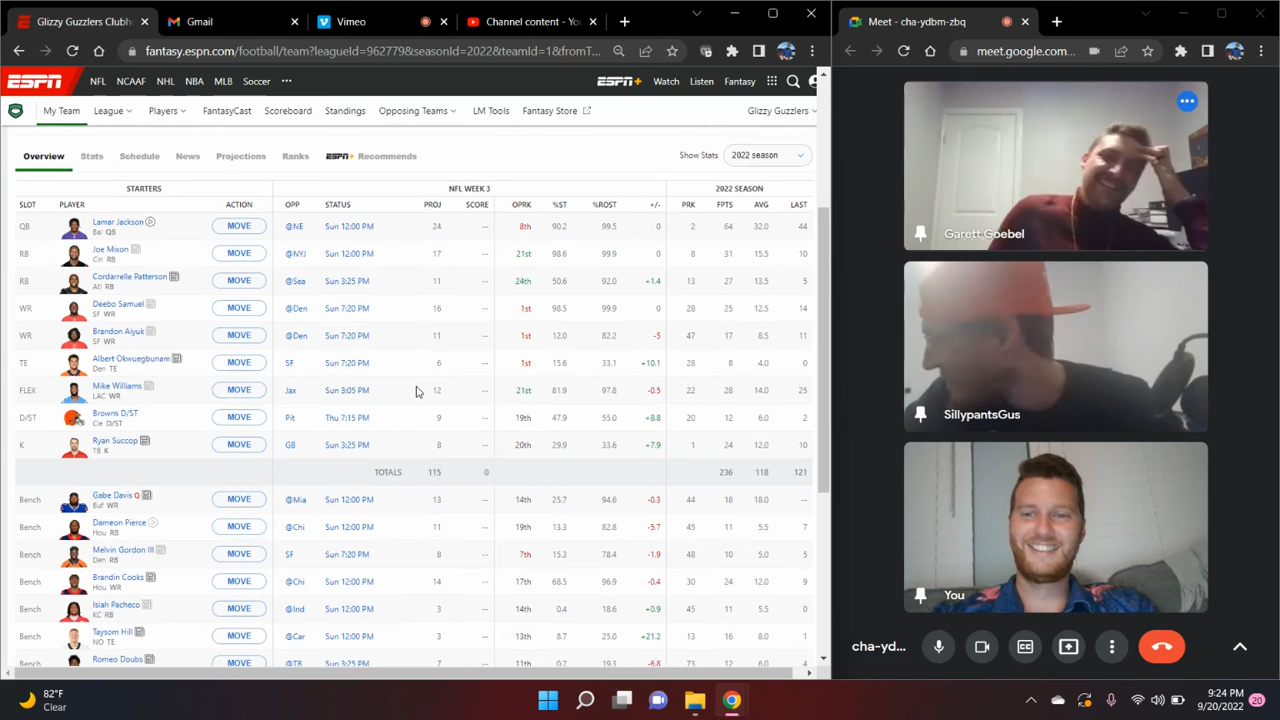 Glizzy Guzzlers Clubhouse
Gmail
Vimeo
Channel content - You
Meet - cha-ydbm-zbq
fantasy.espn.com/football/team?leagueId=962779&seasonId=2022&teamId=1&fromT...
meet.google.com...
ESPN NFL NCAAF NHL NBA MLB Soccer ESPN+ Watch Listen Fantasy
My Team League Players FantasyCast Scoreboard Standings Opposing Teams LM Tools Fantasy Store Glizzy Guzzlers
Overview Stats Schedule News Projections Ranks ESPN+ Recommends Show Stats 2022 season
STARTERS NFL WEEK 3 2022 SEASON
SLOT PLAYER ACTION OPP STATUS PROJ SCORE OPRK %ST %ROST +/- PRK FPTS AVG LAST
QB Lamar Jackson MOVE @NE Sun 12:00 PM 24 -- 8th 90.2 99.5 0 2 64 32.0 44
Bal QB
RB Joe Mixon MOVE @NYJ Sun 12:00 PM 17 -- 21st 98.6 99.9 0 8 31 15.5 10
Cin RB
RB Cordarrelle Patterson MOVE @Sea Sun 3:25 PM 11 -- 24th 50.6 92.0 +1.4 13 27 13.5 5
Atl RB
WR Deebo Samuel MOVE @Den Sun 7:20 PM 16 -- 1st 98.5 99.9 0 28 25 12.5 14
SF WR
WR Brandon Aiyuk MOVE @Den Sun 7:20 PM 11 -- 1st 12.0 82.2 -5 47 17 8.5 11
SF WR
TE Albert Okwuegbunam MOVE SF Sun 7:20 PM 6 -- 1st 15.6 33.1 +10.1 28 8 4.0 0
Den TE
FLEX Mike Williams MOVE Jax Sun 3:05 PM 12 -- 21st 81.9 97.8 -0.5 22 28 14.0 25
LAC WR
D/ST Browns D/ST MOVE Pit Thu 7:15 PM 9 -- 19th 47.9 55.0 +8.8 20 12 6.0 2
Cle D/ST
K Ryan Succop MOVE GB Sun 3:25 PM 8 -- 20th 29.9 33.6 +7.9 1 24 12.0 10
TB K
TOTALS 115 0 236 118 121
Bench Gabe Davis Q MOVE @Mia Sun 12:00 PM 13 -- 14th 25.7 94.6 -0.3 44 18 18.0 --
Buf WR
Bench Dameon Pierce MOVE @Chi Sun 12:00 PM 11 -- 19th 13.3 82.8 -5.7 45 11 5.5 7
Hou RB
Bench Melvin Gordon III MOVE SF Sun 7:20 PM 8 -- 7th 15.3 78.4 -1.9 48 10 5.0
Den RB
Bench Brandin Cooks MOVE @Chi Sun 12:00 PM 14 -- 17th 68.5 96.9 -0.4 30 24 12.0 9
Hou WR
Bench Isiah Pacheco MOVE @Ind Sun 12:00 PM 3 -- 14th 0.4 18.6 +0.9 45 11 5.5 0
KC RB
Bench Taysom Hill MOVE @Car Sun 12:00 PM 3 -- 13th 8.7 25.0 +21.2 13 16 8.0 1
NO TE
Bench Romeo Doubs MOVE @TB Sun 3:25 PM 7 -- 11th 0.7 19.3 -6.8 73 12 6.0 5
Garett Goebel
SillypantsGus
You
cha-yd...
82°F
Clear
9:24 PM
9/20/2022
20